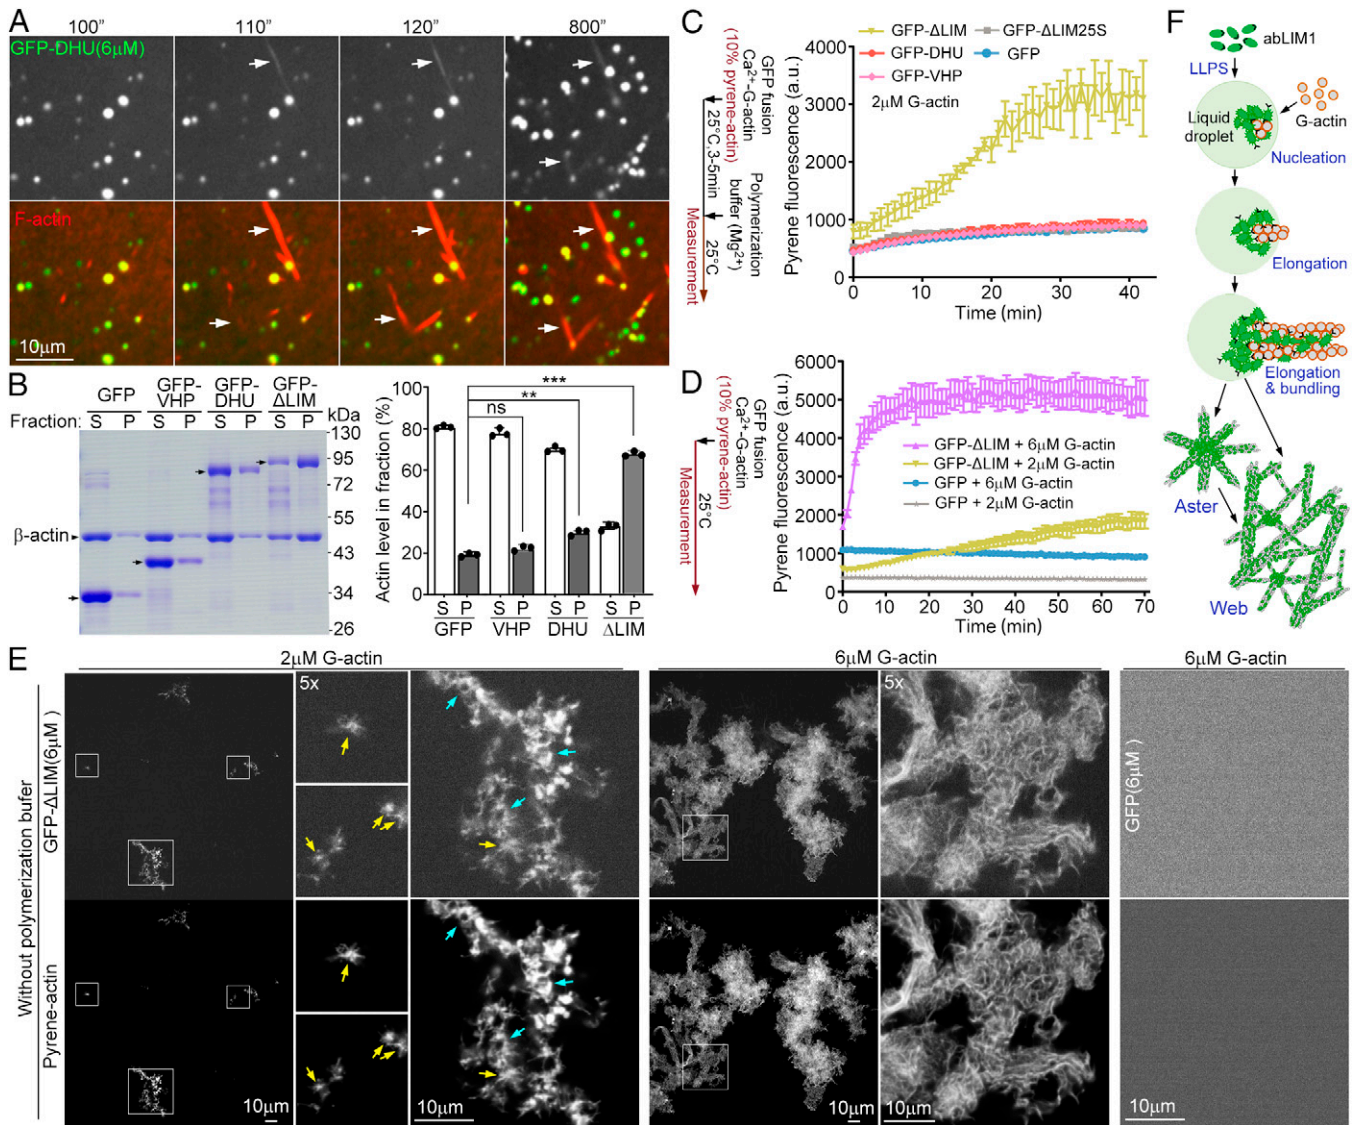 A
100” 110” 120” 800”
GFP-DHU(6μM)
F-actin
10μm
B
GFP GFP-VHP GFP-DHU GFP-ΔLIM
Fraction: S P S P S P S P kDa
-130
-95
-72
-55
β-actin
-43
-34
-26
Actin level in fraction (%)
100
80
60
40
20
0
***
**
ns
S P S P S P S P
GFP VHP DHU ΔLIM
C
GFP fusion
Ca²⁺-G-actin
(10% pyrene-actin)
25°C,3-5min
Polymerization
buffer (Mg²⁺)
25°C
Measurement
GFP-ΔLIM GFP-ΔLIM25S
GFP-DHU GFP
GFP-VHP
2μM G-actin
Pyrene fluorescence (a.u.)
4000
3000
2000
1000
0
0 10 20 30 40
Time (min)
D
GFP fusion
Ca²⁺-G-actin
(10% pyrene-actin)
25°C
Measurement
Pyrene fluorescence (a.u.)
6000
5000
4000
3000
2000
1000
0
GFP-ΔLIM + 6μM G-actin
GFP-ΔLIM + 2μM G-actin
GFP + 6μM G-actin
GFP + 2μM G-actin
0 10 20 30 40 50 60 70
Time (min)
F
abLIM1
LLPS
G-actin
Liquid
droplet
Nucleation
Elongation
Elongation
& bundling
Aster
Web
E
2μM G-actin 6μM G-actin 6μM G-actin
Without polymerization bufer
GFP-ΔLIM(6μM )
Pyrene-actin
5x 5x
GFP(6μM )
10μm 10μm 10μm 10μm 10μm